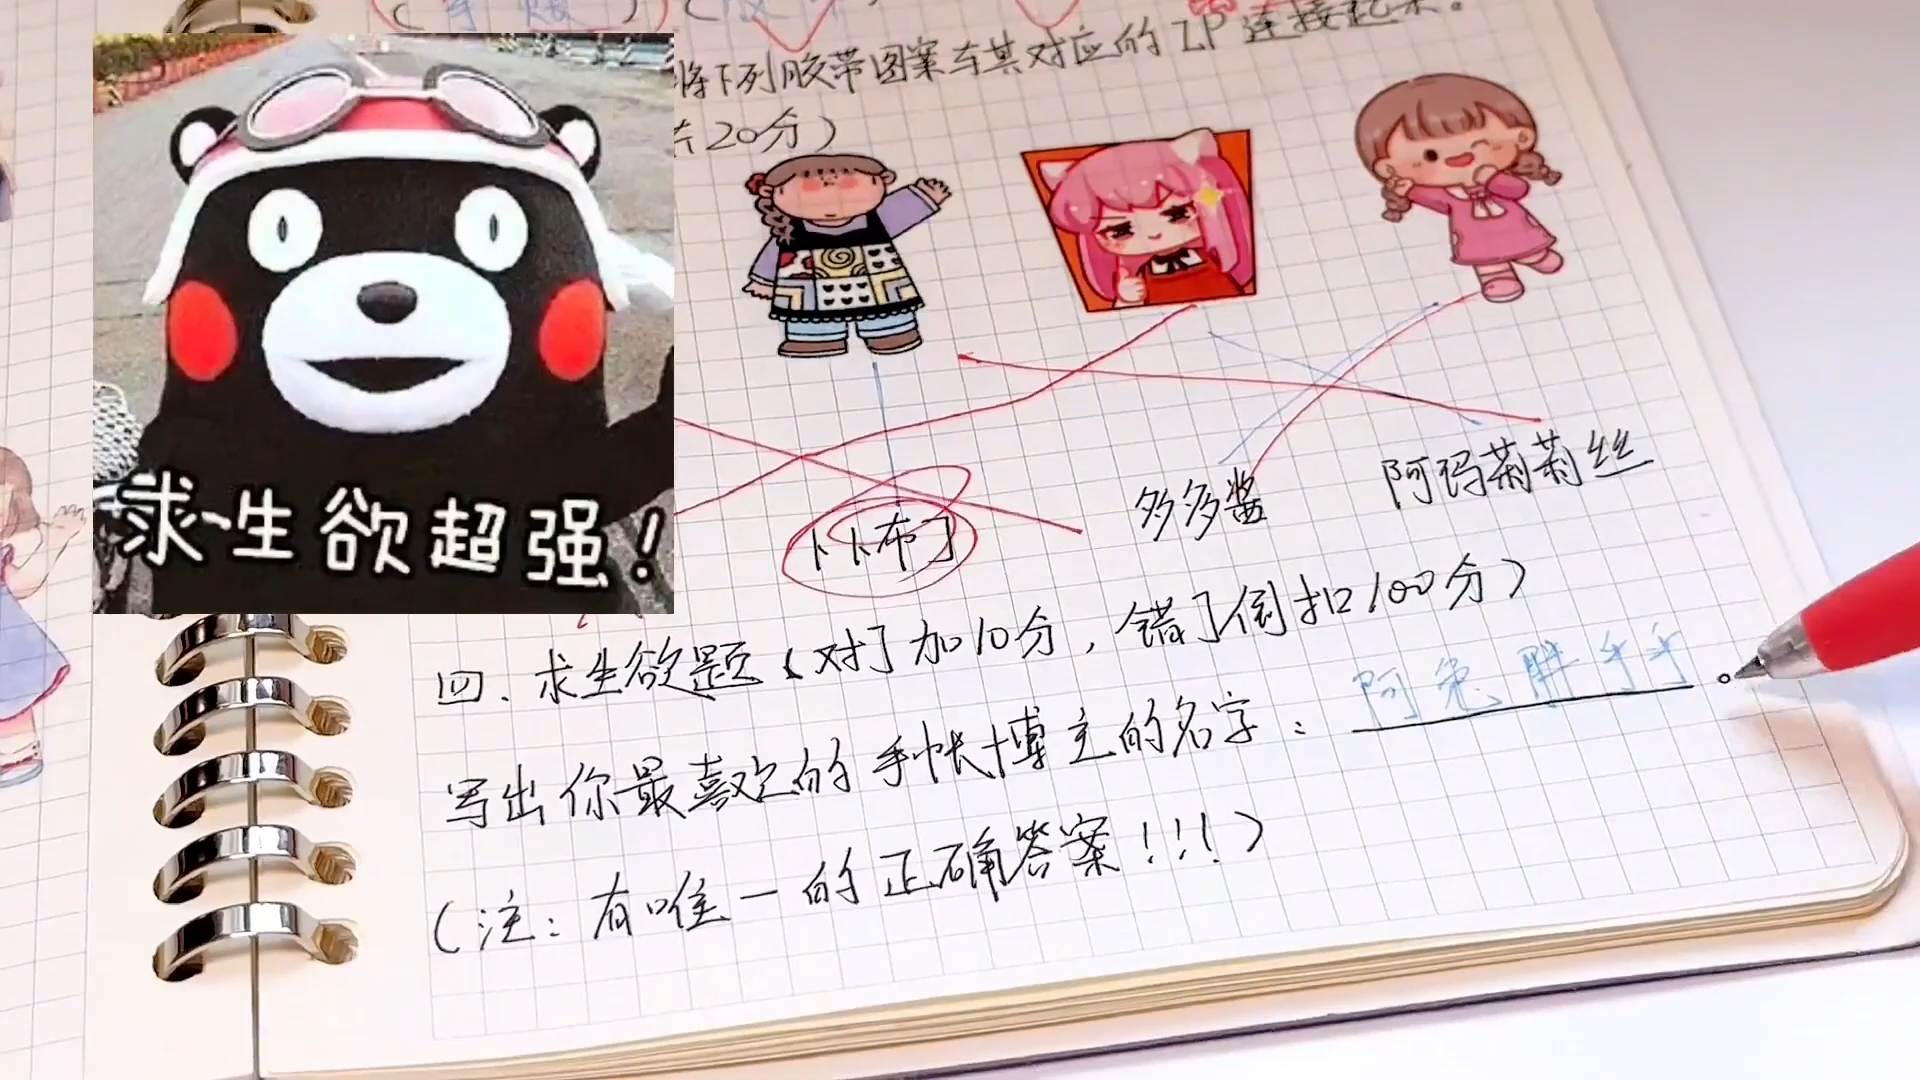 将下列胶带图案与其对应的IP连接起来。
20分)
求生欲超强!
卜卜布丁
多多酱
阿玛莉莉丝
四、求生欲题(对了加10分,错了倒扣100分)
写出你最喜欢的手帐博主的名字:阿兔胖乎乎。
(注:有唯一的正确答案!!!)